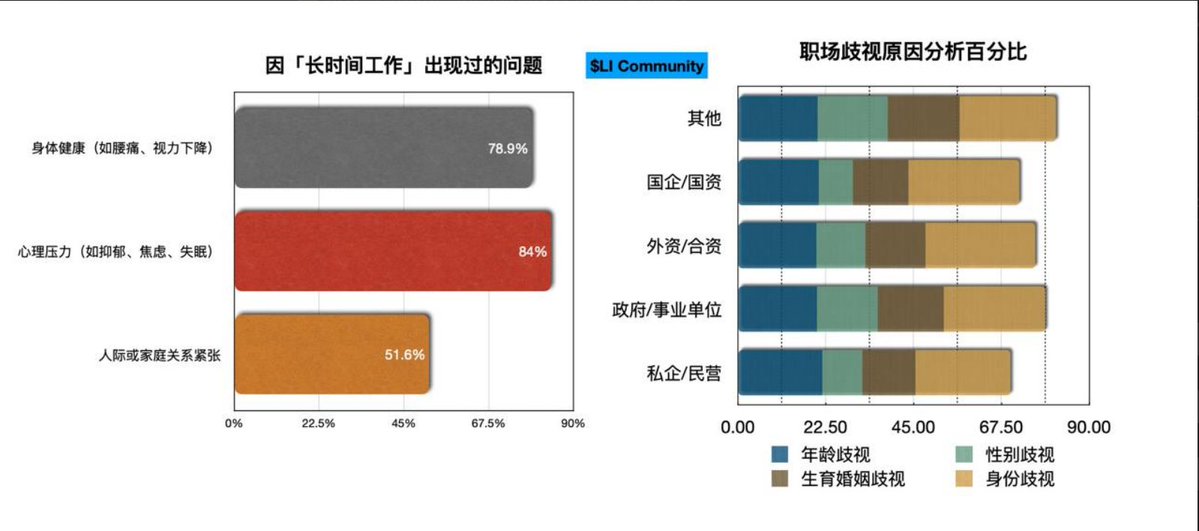 因「长时间工作」出现过的问题
身体健康（如腰痛、视力下降）
78.9%
心理压力（如抑郁、焦虑、失眠）
84%
人际或家庭关系紧张
51.6%
0%
22.5%
45%
67.5%
90%
$LI Community
职场歧视原因分析百分比
其他
国企/国资
外资/合资
政府/事业单位
私企/民营
0.00
22.50
45.00
67.50
90.00
年龄歧视
性别歧视
生育婚姻歧视
身份歧视